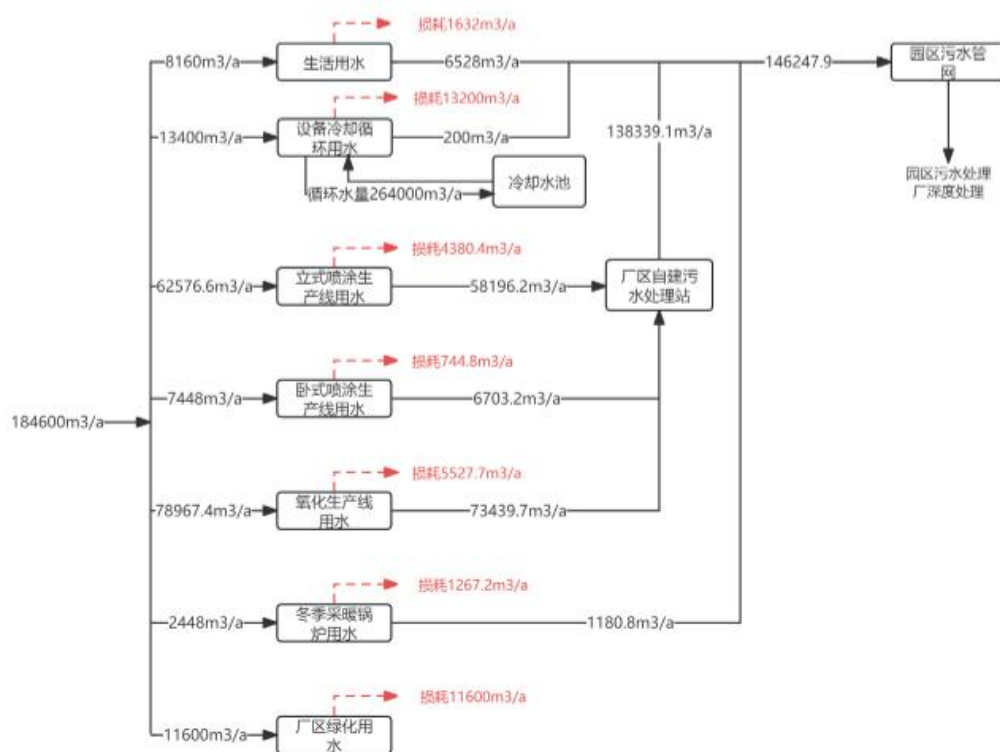 损耗1632m3/a
8160m3/a
生活用水
6528m3/a
146247.9
园区污水管
网
损耗13200m3/a
13400m3/a
设备冷却循
环用水
200m3/a
138339.1m3/a
循环水量264000m3/a
冷却水池
园区污水处理
厂深度处理
损耗4380.4m3/a
62576.6m3/a
立式喷涂生
产线用水
58196.2m3/a
厂区自建污
水处理站
损耗744.8m3/a
7448m3/a
卧式喷涂生
产线用水
6703.2m3/a
184600m3/a
损耗5527.7m3/a
78967.4m3/a
氧化生产线
用水
73439.7m3/a
损耗1267.2m3/a
2448m3/a
冬季采暖锅
炉用水
1180.8m3/a
损耗11600m3/a
11600m3/a
厂区绿化用
水